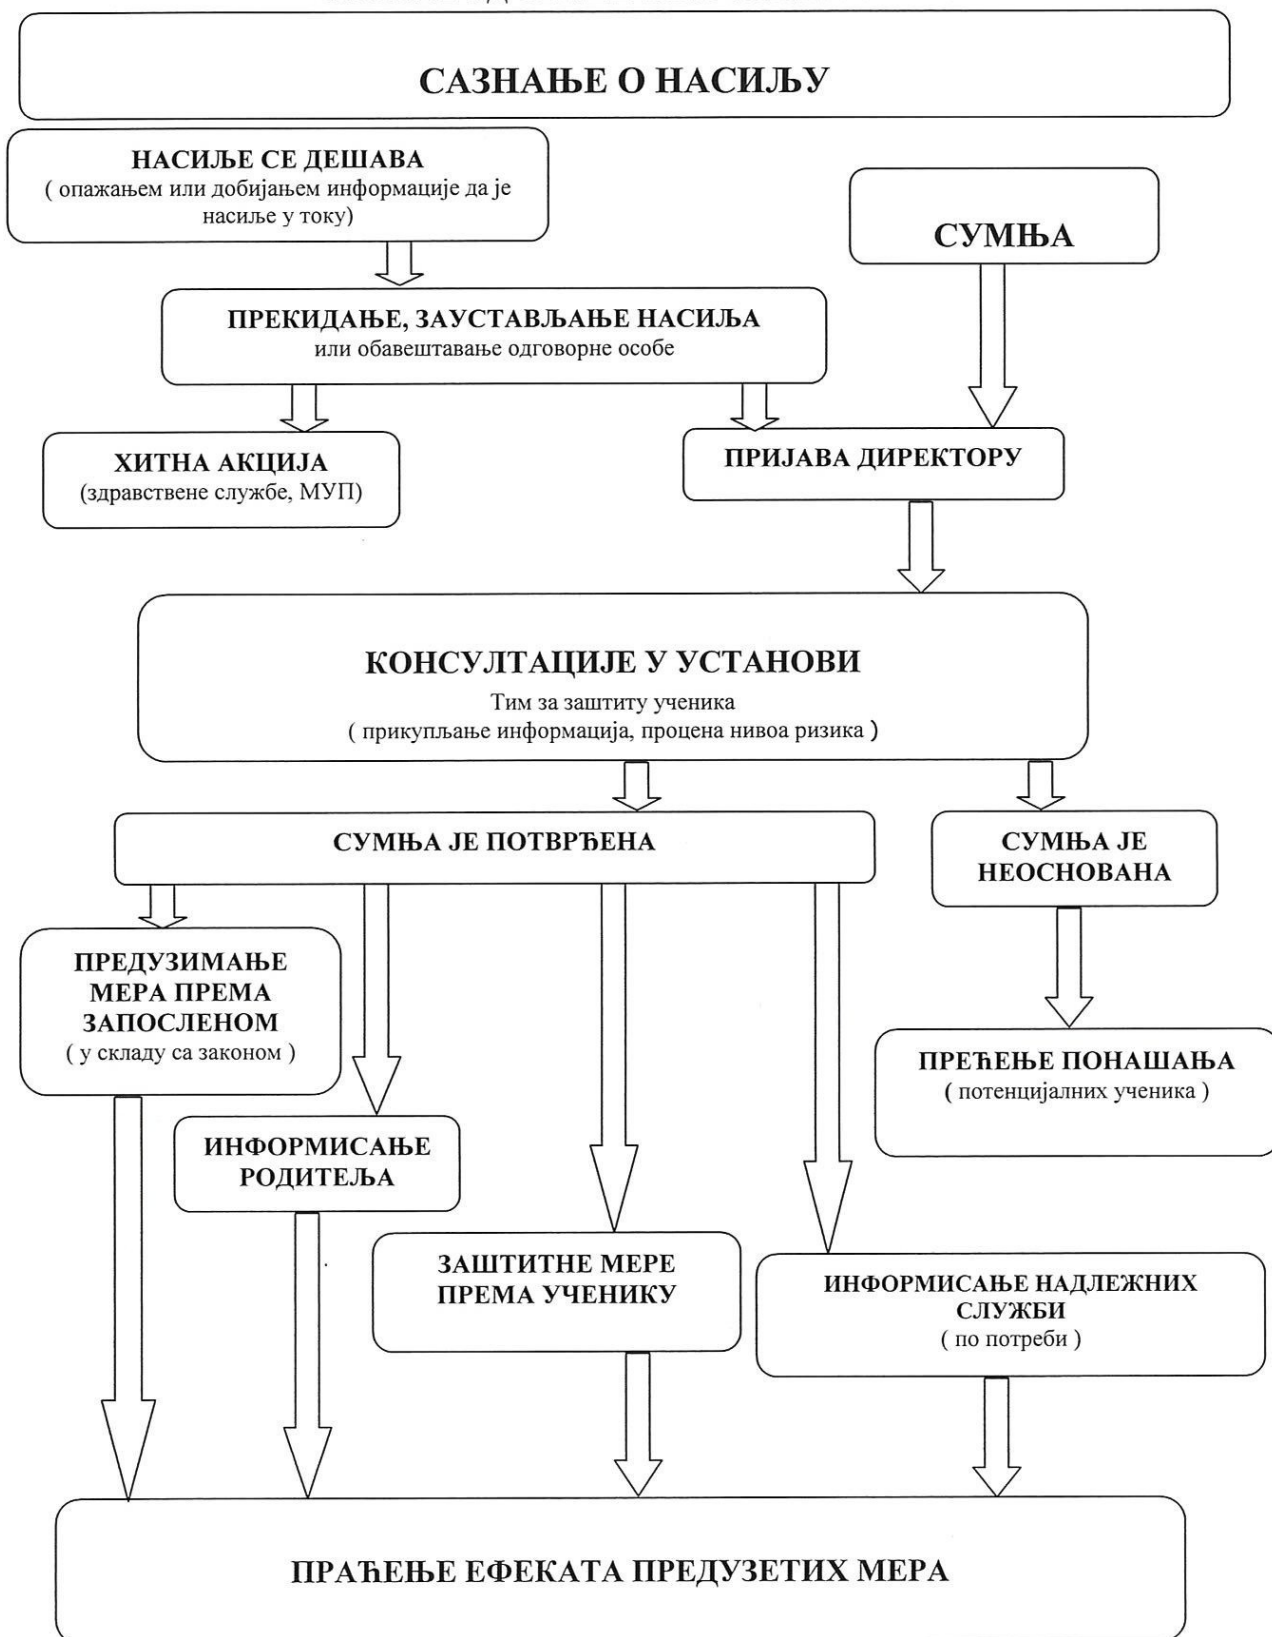 САЗНАЊЕ О НАСИЉУ
НАСИЉЕ СЕ ДЕШАВА
( опажањем или добијањем информације да је
насиље у току)
СУМЊА
ПРЕКИДАЊЕ, ЗАУСТАВЉАЊЕ НАСИЉА
или обавештавање одговорне особе
ХИТНА АКЦИЈА
(здравствене службе, МУП)
ПРИЈАВА ДИРЕКТОРУ
КОНСУЛТАЦИЈЕ У УСТАНОВИ
Тим за заштиту ученика
( прикупљање информација, процена нивоа ризика )
СУМЊА ЈЕ ПОТВРЂЕНА
СУМЊА ЈЕ
НЕОСНОВАНА
ПРЕДУЗИМАЊЕ
МЕРА ПРЕМА
ЗАПОСЛЕНОМ
( у складу са законом )
ПРЕЋЕЊЕ ПОНАШАЊА
( потенцијалних ученика )
ИНФОРМИСАЊЕ
РОДИТЕЉА
ЗАШТИТНЕ МЕРЕ
ПРЕМА УЧЕНИКУ
ИНФОРМИСАЊЕ НАДЛЕЖНИХ
СЛУЖБИ
( по потреби )
ПРАЋЕЊЕ ЕФЕКАТА ПРЕДУЗЕТИХ МЕРА